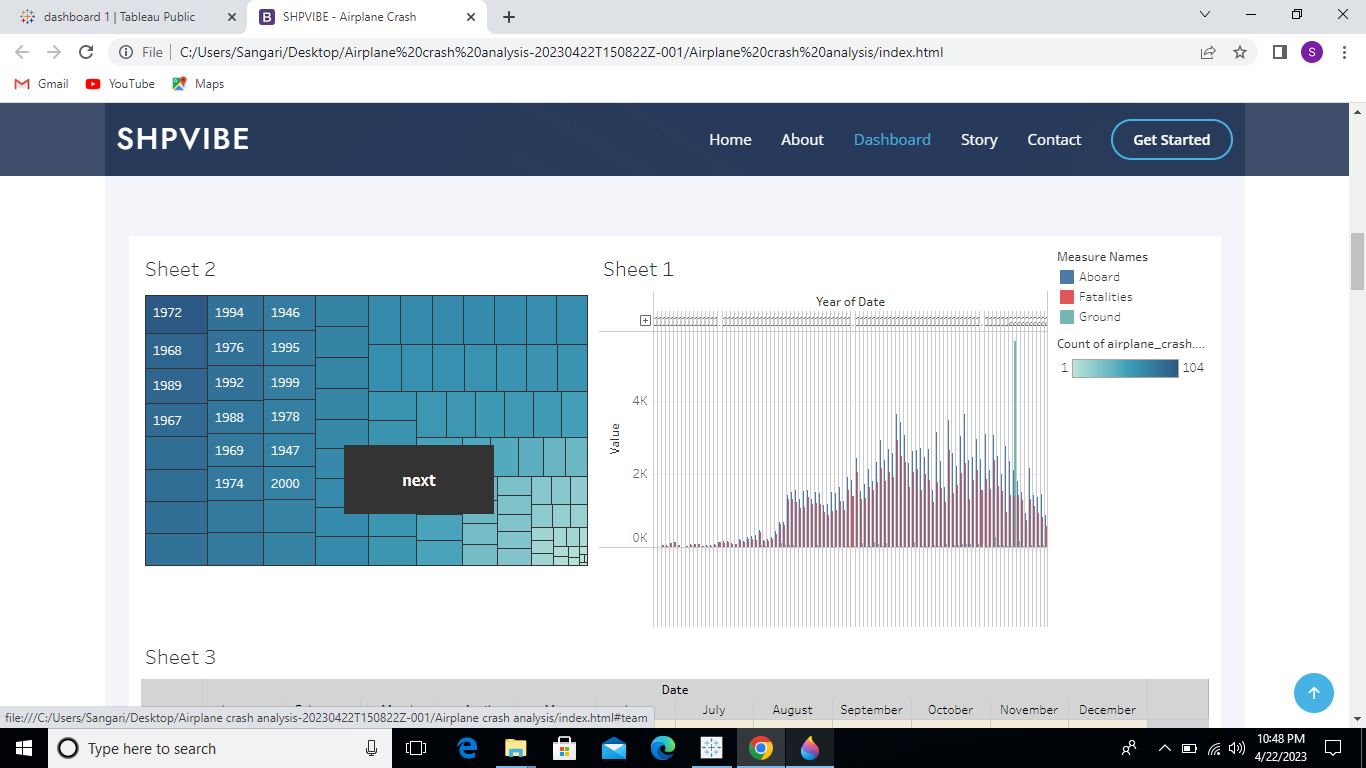 dashboard 1 | Tableau Public
SHPVIBE - Airplane Crash
File | C:/Users/Sangari/Desktop/Airplane%20crash%20analysis-20230422T150822Z-001/Airplane%20crash%20analysis/index.html
S
Gmail YouTube Maps
SHPVIBE
Home About Dashboard Story Contact Get Started
Sheet 2
1972 1994 1946
1968 1976 1995
1989 1992 1999
1967 1988 1978
1969 1947
1974 2000
next
Sheet 1
Year of Date
Value
4K
2K
0K
Measure Names
Aboard
Fatalities
Ground
Count of airplane_crash....
1 104
Sheet 3
Date
July August September October November December
file:///C:/Users/Sangari/Desktop/Airplane crash analysis-20230422T150822Z-001/Airplane crash analysis/index.html#team
Type here to search
10:48 PM
4/22/2023